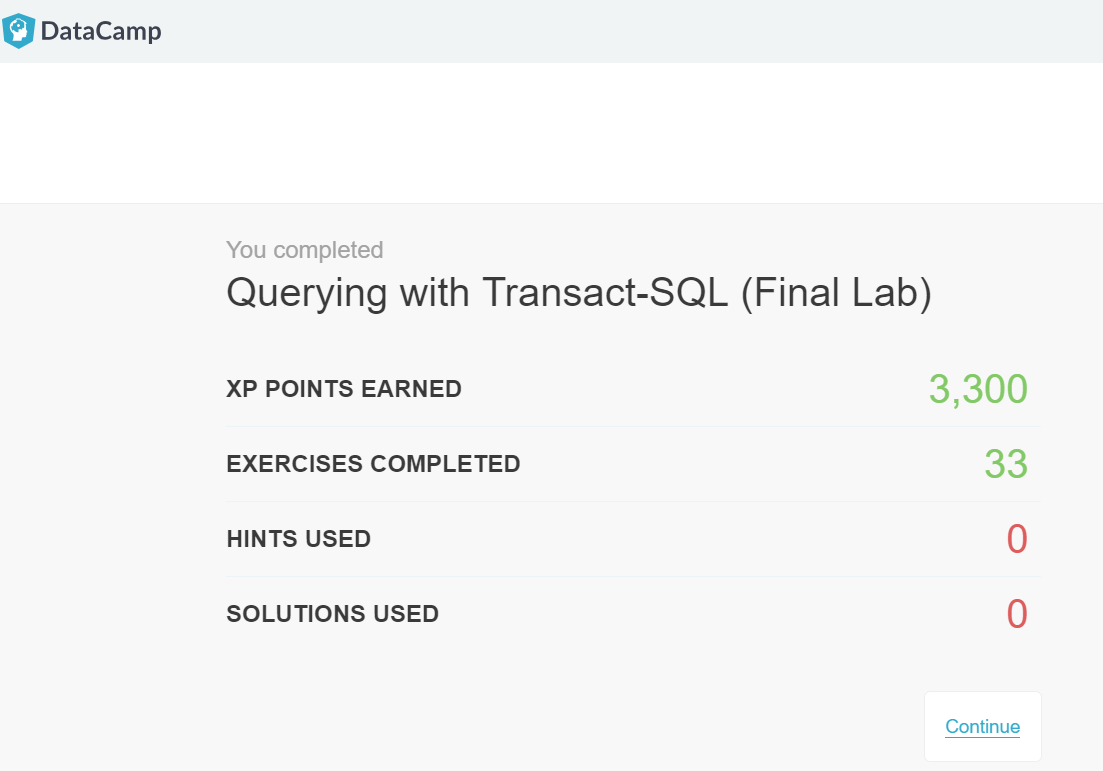 DataCamp
You completed
Querying with Transact-SQL (Final Lab)
XP POINTS EARNED 3,300
EXERCISES COMPLETED 33
HINTS USED 0
SOLUTIONS USED 0
Continue